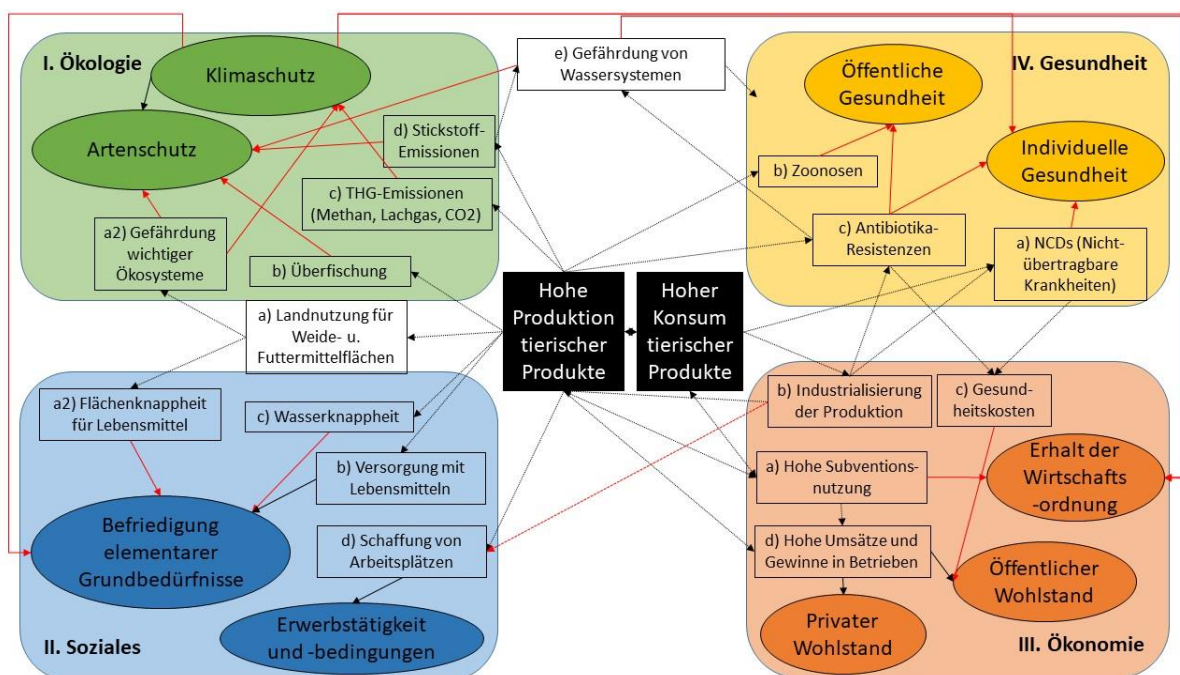 I. Ökologie
Klimaschutz
Artenschutz
d) Stickstoff-
Emissionen
c) THG-Emissionen
(Methan, Lachgas, CO2)
a2) Gefährdung
wichtiger
Ökosysteme
b) Überfischung
e) Gefährdung von
Wassersystemen
IV. Gesundheit
Öffentliche
Gesundheit
Individuelle
Gesundheit
b) Zoonosen
c) Antibiotika-
Resistenzen
a) NCDs (Nicht-
übertragbare
Krankheiten)
Hohe
Produktion
tierischer
Produkte
Hoher
Konsum
tierischer
Produkte
a) Landnutzung für
Weide- u.
Futtermittelflächen
a2) Flächenknappheit
für Lebensmittel
c) Wasserknappheit
b) Versorgung mit
Lebensmitteln
Befriedigung
elementarer
Grundbedürfnisse
d) Schaffung von
Arbeitsplätzen
Erwerbstätigkeit
und -bedingungen
II. Soziales
b) Industrialisierung
der Produktion
c) Gesund-
heitskosten
a) Hohe Subventions-
nutzung
Erhalt der
Wirtschafts
-ordnung
d) Hohe Umsätze und
Gewinne in Betrieben
Öffentlicher
Wohlstand
Privater
Wohlstand
III. Ökonomie